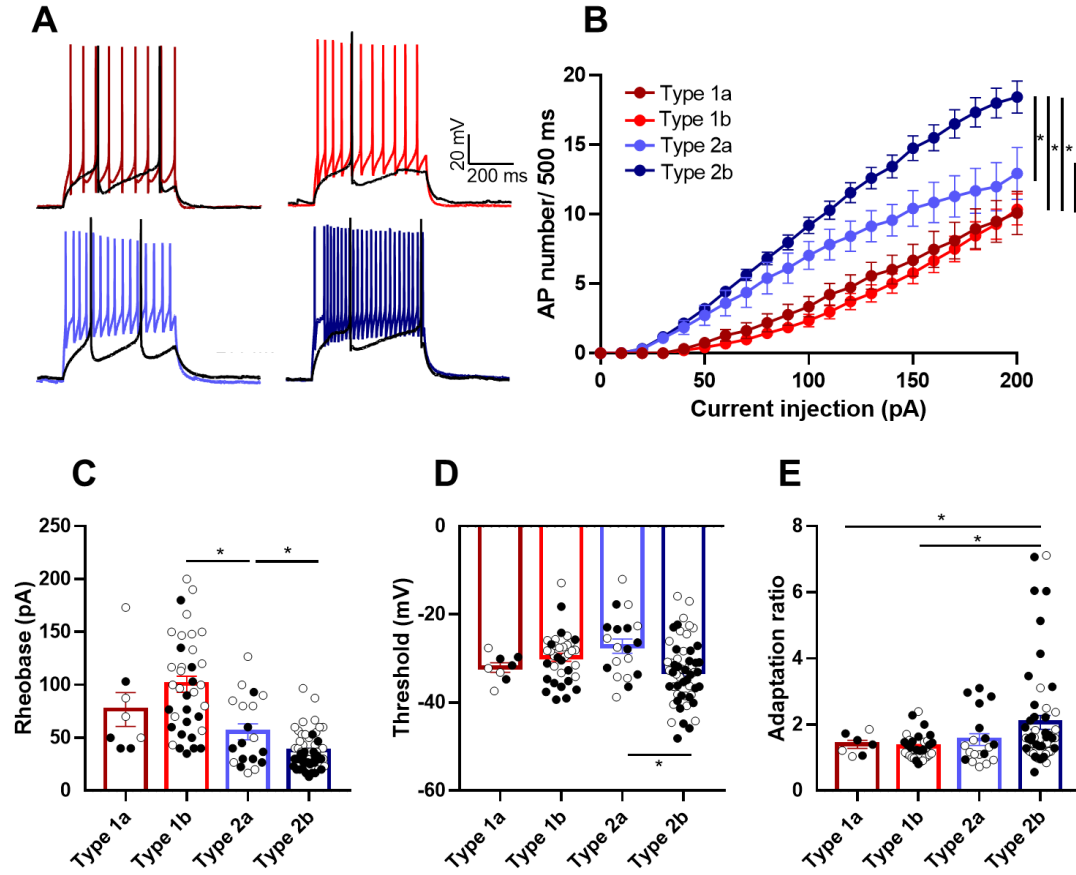 A
20 mV
200 ms
B
AP number/ 500 ms
20
15
10
5
0
Type 1a
Type 1b
Type 2a
Type 2b
*
*
*
*
0
50
100
150
200
Current injection (pA)
C
Rheobase (pA)
250
200
150
100
50
0
*
*
Type 1a
Type 1b
Type 2a
Type 2b
D
Threshold (mV)
0
-20
-40
-60
*
Type 1a
Type 1b
Type 2a
Type 2b
E
Adaptation ratio
8
6
4
2
0
*
*
Type 1a
Type 1b
Type 2a
Type 2b